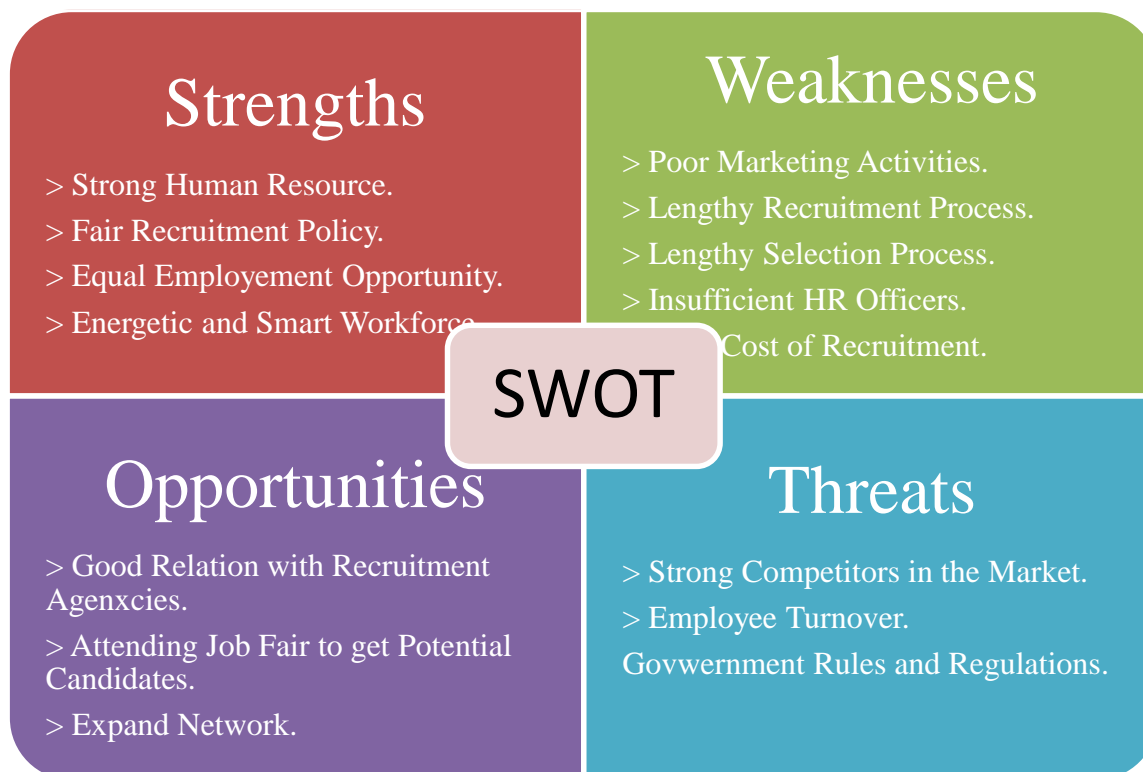 Strengths
> Strong Human Resource.
> Fair Recruitment Policy.
> Equal Employement Opportunity.
> Energetic and Smart Workforce
Weaknesses
> Poor Marketing Activities.
> Lengthy Recruitment Process.
> Lengthy Selection Process.
> Insufficient HR Officers.
Cost of Recruitment.
SWOT
Opportunities
> Good Relation with Recruitment
Agenxcies.
> Attending Job Fair to get Potential
Candidates.
> Expand Network.
Threats
> Strong Competitors in the Market.
> Employee Turnover.
Govwernment Rules and Regulations.